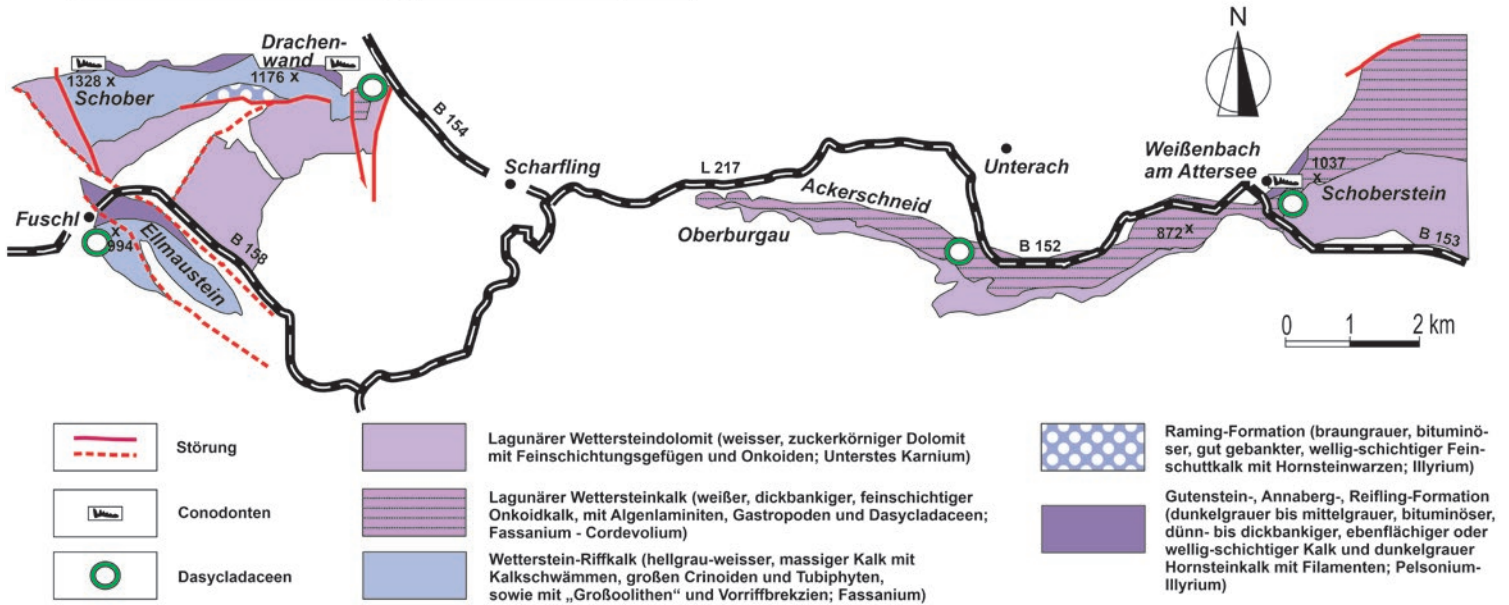 N
Drachen-
wand
1328 x
Schober
1176 x
B 154
Scharfling
L 217
Unterach
Weißenbach
am Attersee
1037
x
Schoberstein
Ackerschneid
Oberburgau
B 152
872 x
B 153
Fuschl
x
994
Ellmaustein
B 158
0 1 2 km
Störung
Conodonten
Dasycladaceen
Lagunärer Wettersteindolomit (weisser, zuckerkörniger Dolomit
mit Feinschichtungsgefügen und Onkoiden; Unterstes Karnium)
Lagunärer Wettersteinkalk (weißer, dickbankiger, feinschichtiger
Onkoidkalk, mit Algenlaminiten, Gastropoden und Dasycladaceen;
Fassanium - Cordevolium)
Wetterstein-Riffkalk (hellgrau-weisser, massiger Kalk mit
Kalkschwämmen, großen Crinoiden und Tubiphyten,
sowie mit „Großoolithen“ und Vorriffbrekzien; Fassanium)
Raming-Formation (braungrauer, bituminö-
ser, gut gebankter, wellig-schichtiger Fein-
schuttkalk mit Hornsteinwarzen; Illyrium)
Gutenstein-, Annaberg-, Reifling-Formation
(dunkelgrauer bis mittelgrauer, bituminöser,
dünn- bis dickbankiger, ebenflächiger oder
wellig-schichtiger Kalk und dunkelgrauer
Hornsteinkalk mit Filamenten; Pelsonium-
Illyrium)